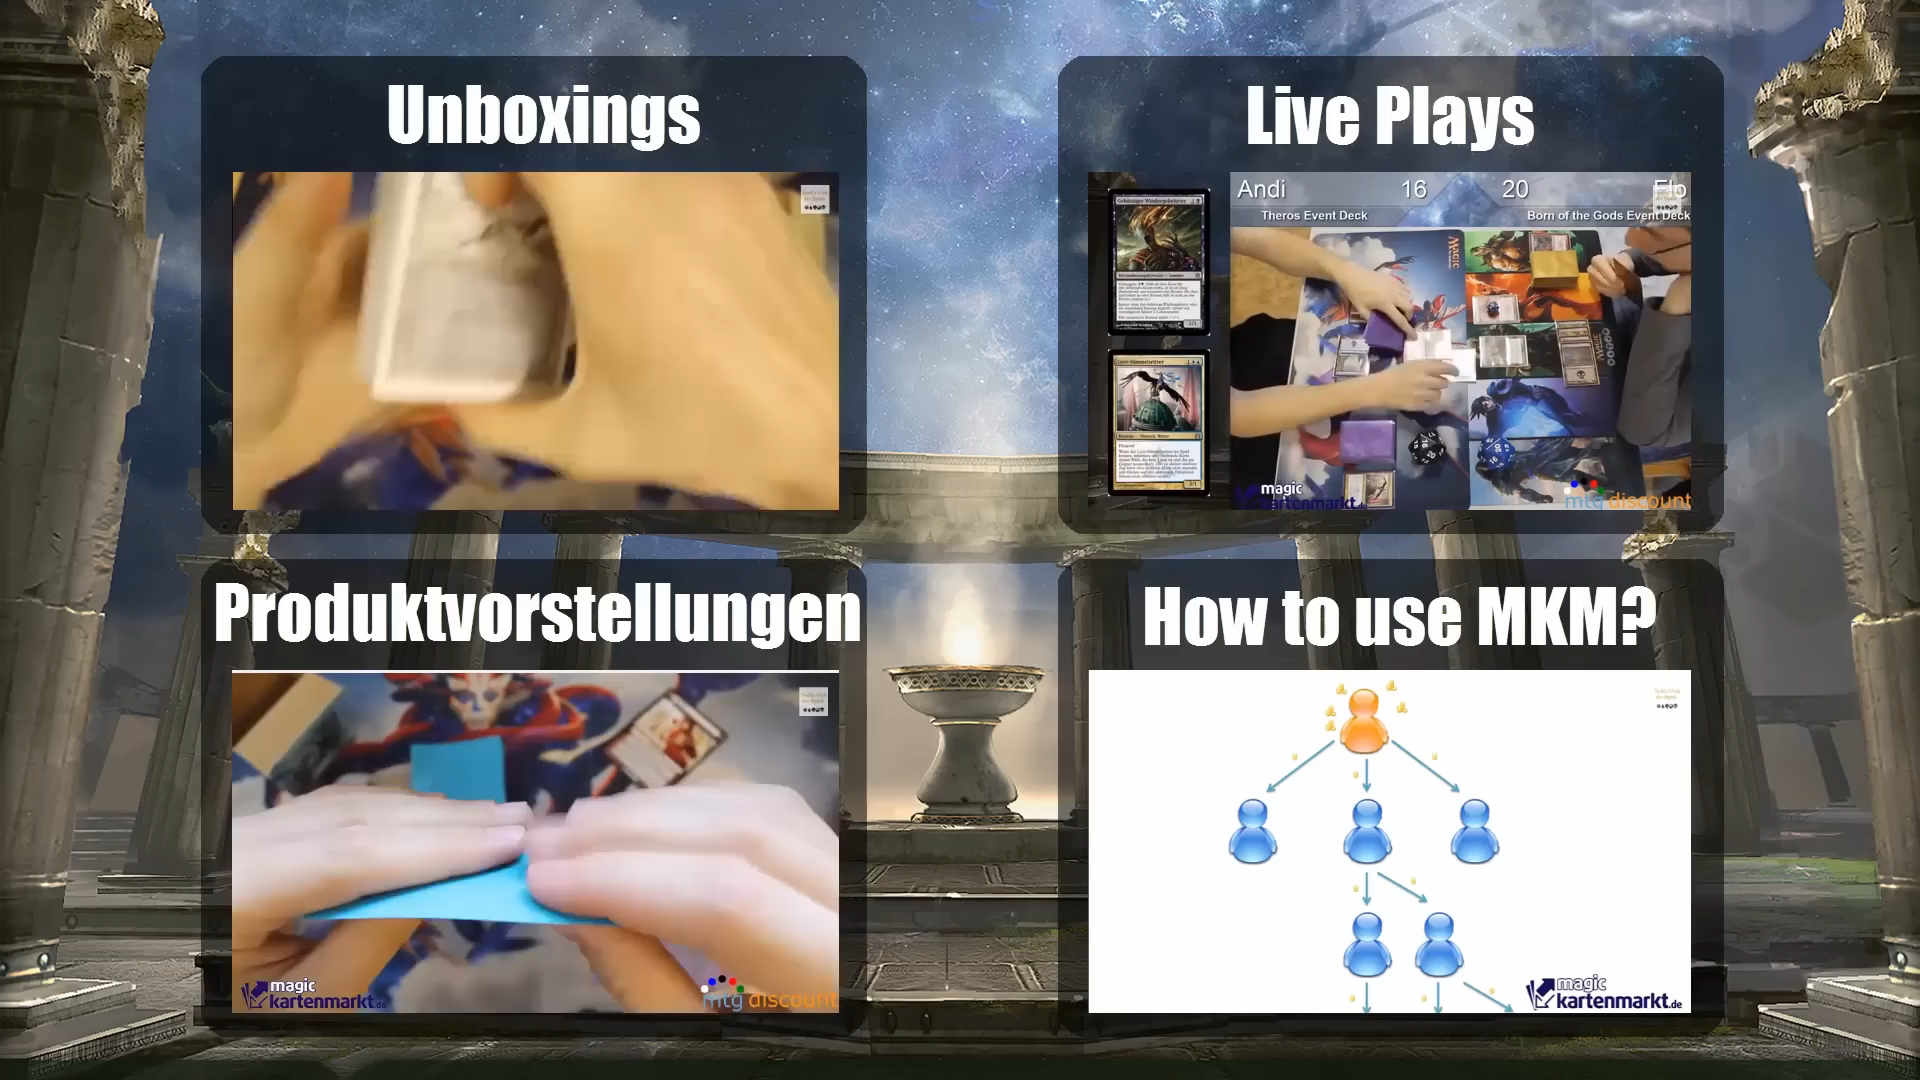 Unboxings
Live Plays
Andi 16 20 Flo
Theros Event Deck
Born of the Gods Event Deck
magic
kartenmarkt.de
mtg discount
Produktvorstellungen
How to use MKM?
magic
kartenmarkt.de
mtg discount
magic
kartenmarkt.de